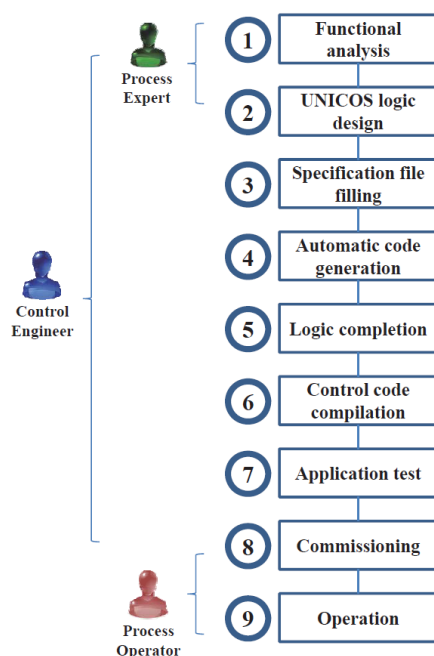 1
Functional
analysis
Process
Expert
2
UNICOS logic
design
3
Specification file
filling
4
Automatic code
generation
Control
Engineer
5
Logic completion
6
Control code
compilation
7
Application test
8
Commissioning
Process
Operator
9
Operation